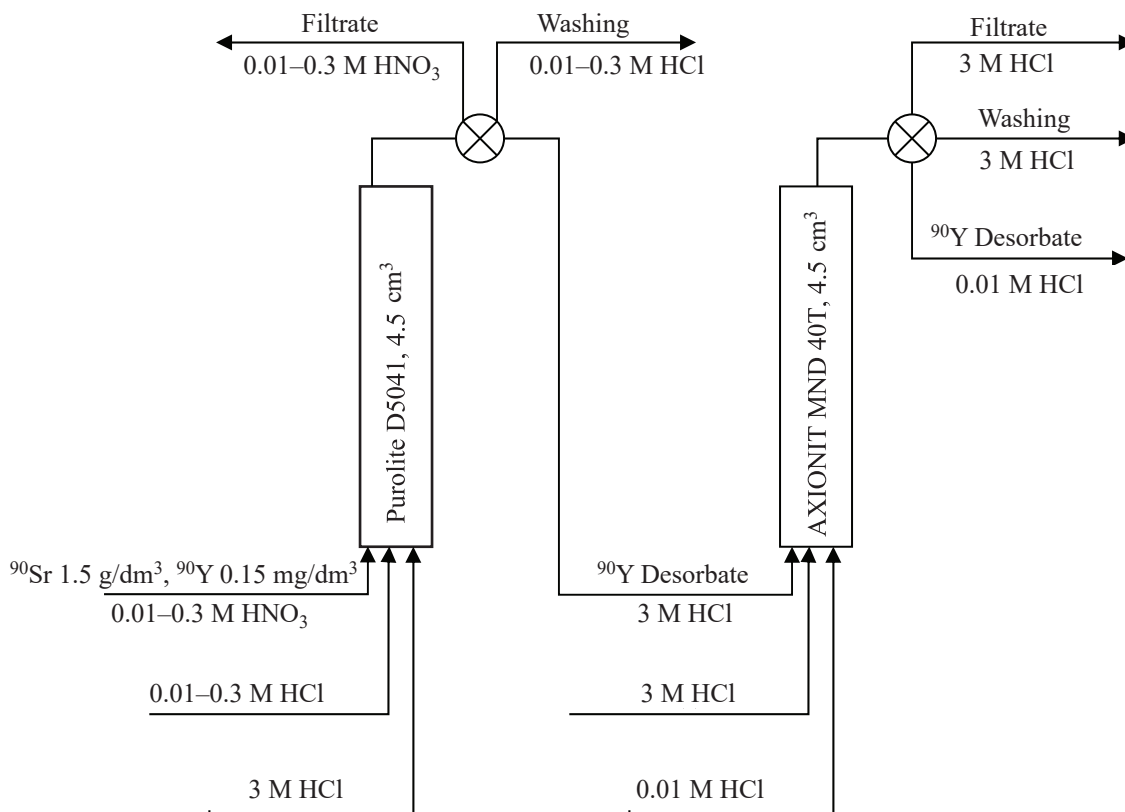 Filtrate
0.01–0.3 M HNO₃
Washing
0.01–0.3 M HCl
Filtrate
3 M HCl
Washing
3 M HCl
⁹⁰Y Desorbate
0.01 M HCl
Purolite D5041, 4.5 cm³
AXIONIT MND 40T, 4.5 cm³
⁹⁰Sr 1.5 g/dm³, ⁹⁰Y 0.15 mg/dm³
0.01–0.3 M HNO₃
⁹⁰Y Desorbate
3 M HCl
0.01–0.3 M HCl
3 M HCl
3 M HCl
0.01 M HCl